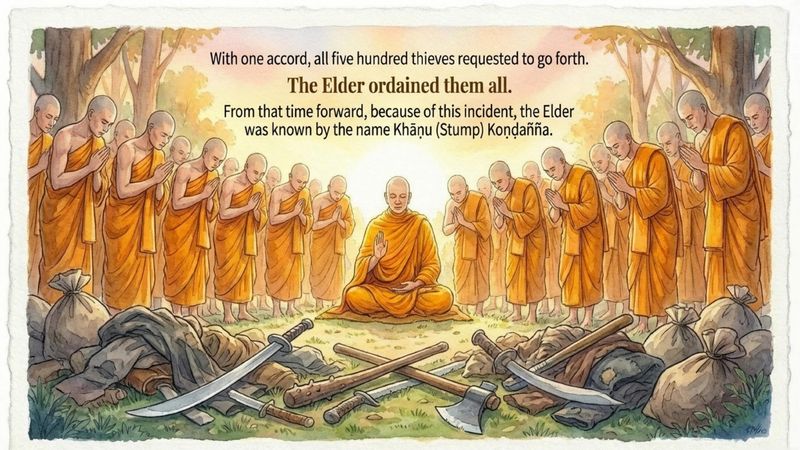 With one accord, all five hundred thieves requested to go forth.
The Elder ordained them all.
From that time forward, because of this incident, the Elder
was known by the name Khāṇu (Stump) Koṇḍañña.